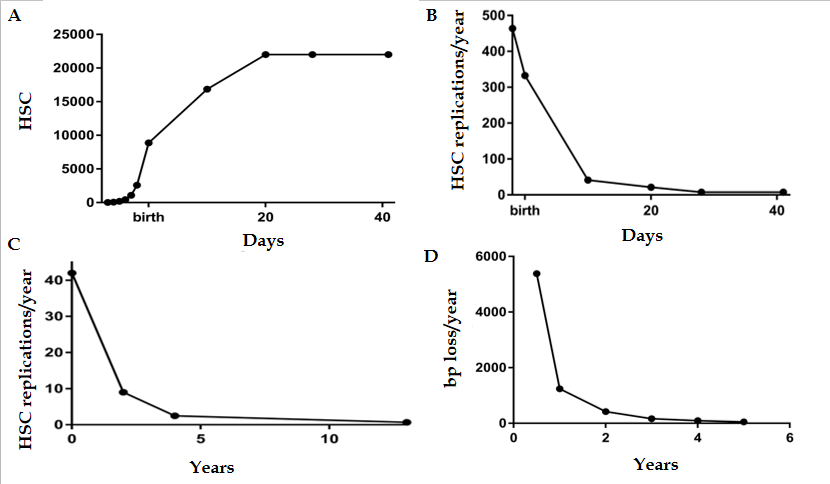 A
HSC
25000
20000
15000
10000
5000
0
birth
20
40
Days
B
HSC replications/year
500
400
300
200
100
0
birth
20
40
Days
C
HSC replications/year
40
30
20
10
0
0
5
10
Years
D
bp loss/year
6000
4000
2000
0
0
2
4
6
Years